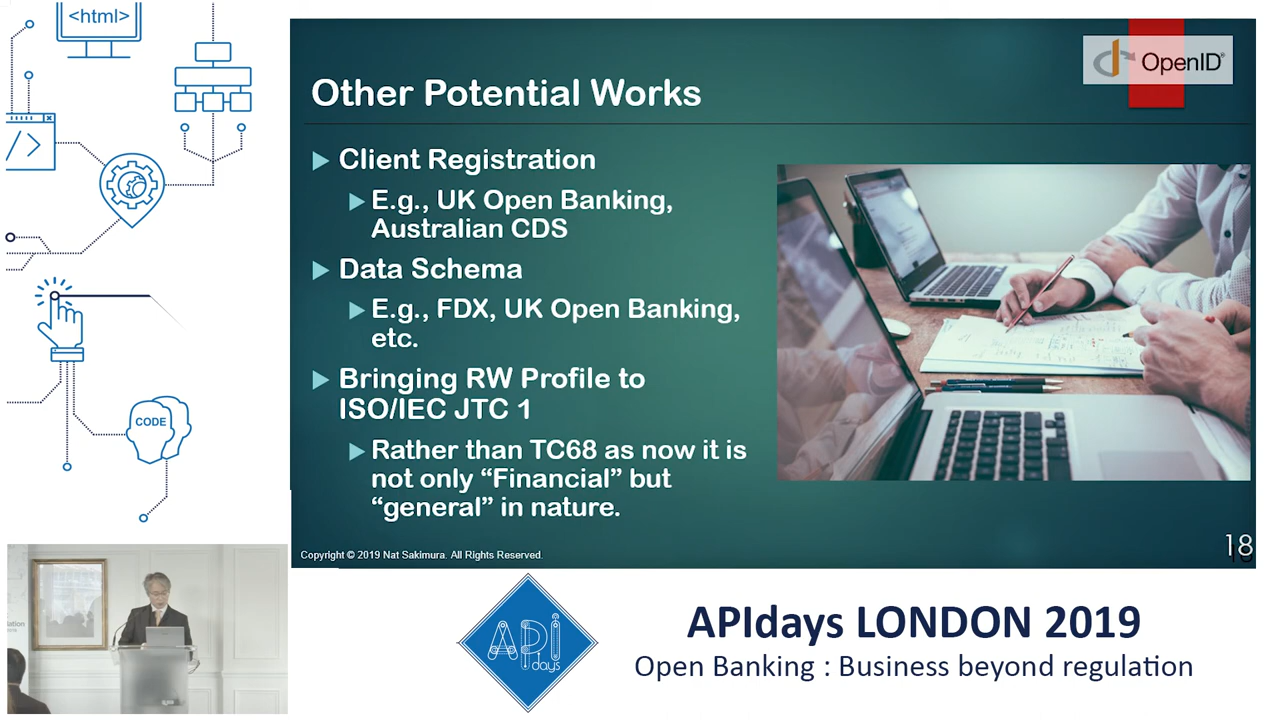 <html>
OpenID®
Other Potential Works
Client Registration
E.g., UK Open Banking,
Australian CDS
Data Schema
E.g., FDX, UK Open Banking,
etc.
Bringing RW Profile to
ISO/IEC JTC 1
Rather than TC68 as now it is
not only “Financial” but
“general” in nature.
Copyright © 2019 Nat Sakimura. All Rights Reserved.
18
</>
CODE
API
days
APIdays LONDON 2019
Open Banking : Business beyond regulation